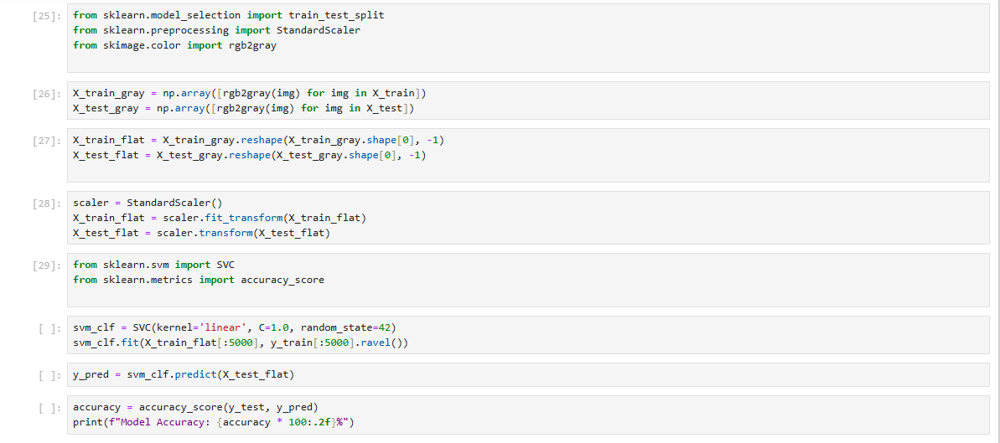 [25]: from sklearn.model_selection import train_test_split
from sklearn.preprocessing import StandardScaler
from skimage.color import rgb2gray
[26]: X_train_gray = np.array([rgb2gray(img) for img in X_train])
X_test_gray = np.array([rgb2gray(img) for img in X_test])
[27]: X_train_flat = X_train_gray.reshape(X_train_gray.shape[0], -1)
X_test_flat = X_test_gray.reshape(X_test_gray.shape[0], -1)
[28]: scaler = StandardScaler()
X_train_flat = scaler.fit_transform(X_train_flat)
X_test_flat = scaler.transform(X_test_flat)
[29]: from sklearn.svm import SVC
from sklearn.metrics import accuracy_score
[ ]: svm_clf = SVC(kernel='linear', C=1.0, random_state=42)
svm_clf.fit(X_train_flat[:5000], y_train[:5000].ravel())
[ ]: y_pred = svm_clf.predict(X_test_flat)
[ ]: accuracy = accuracy_score(y_test, y_pred)
print(f"Model Accuracy: {accuracy * 100:.2f}%")